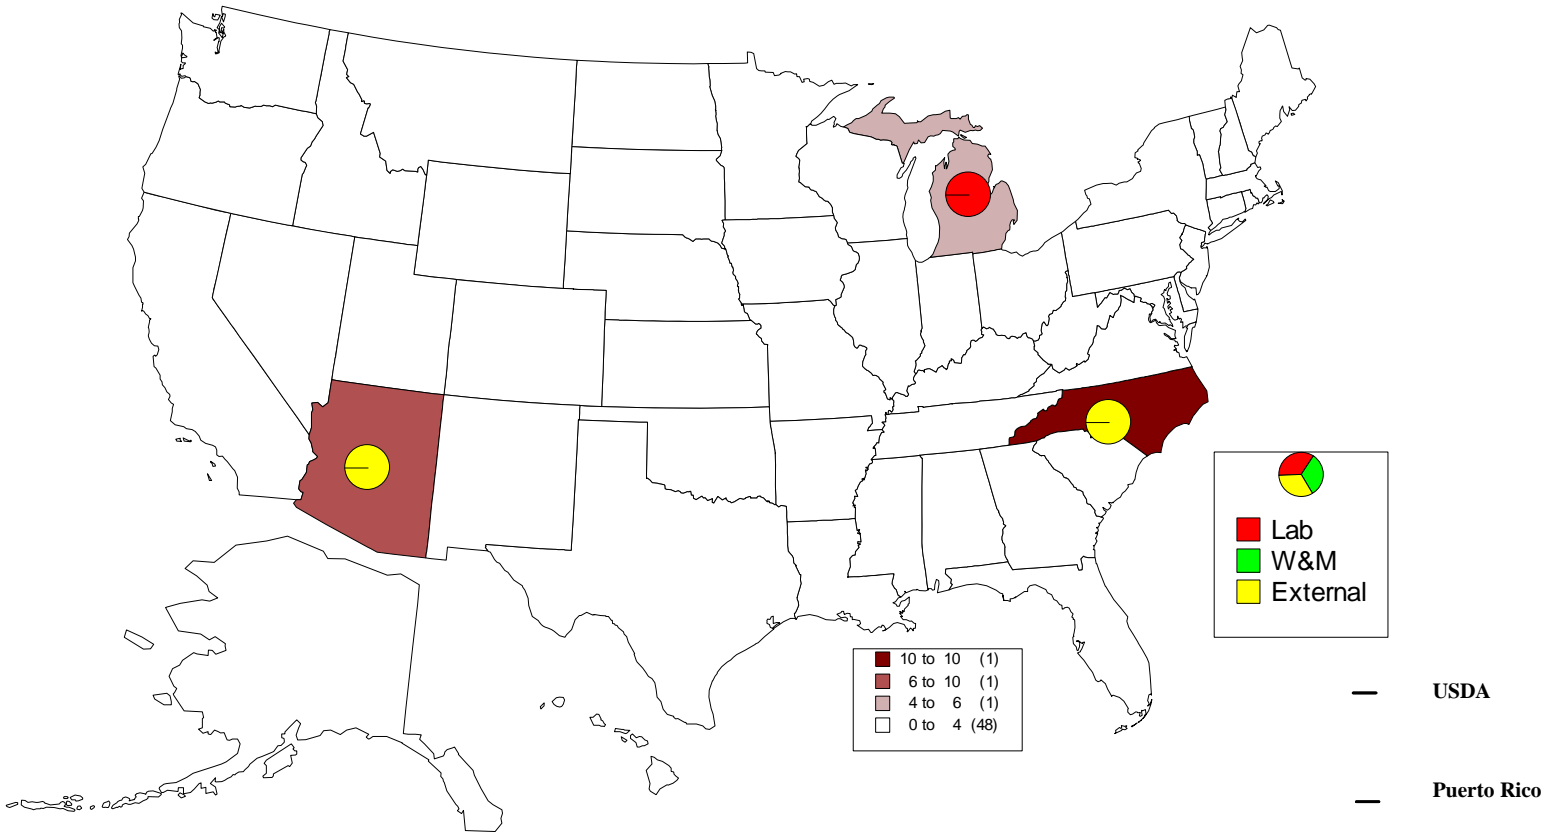 Lab
W&M
External
10 to 10 (1)
6 to 10 (1)
4 to 6 (1)
0 to 4 (48)
USDA
Puerto Rico